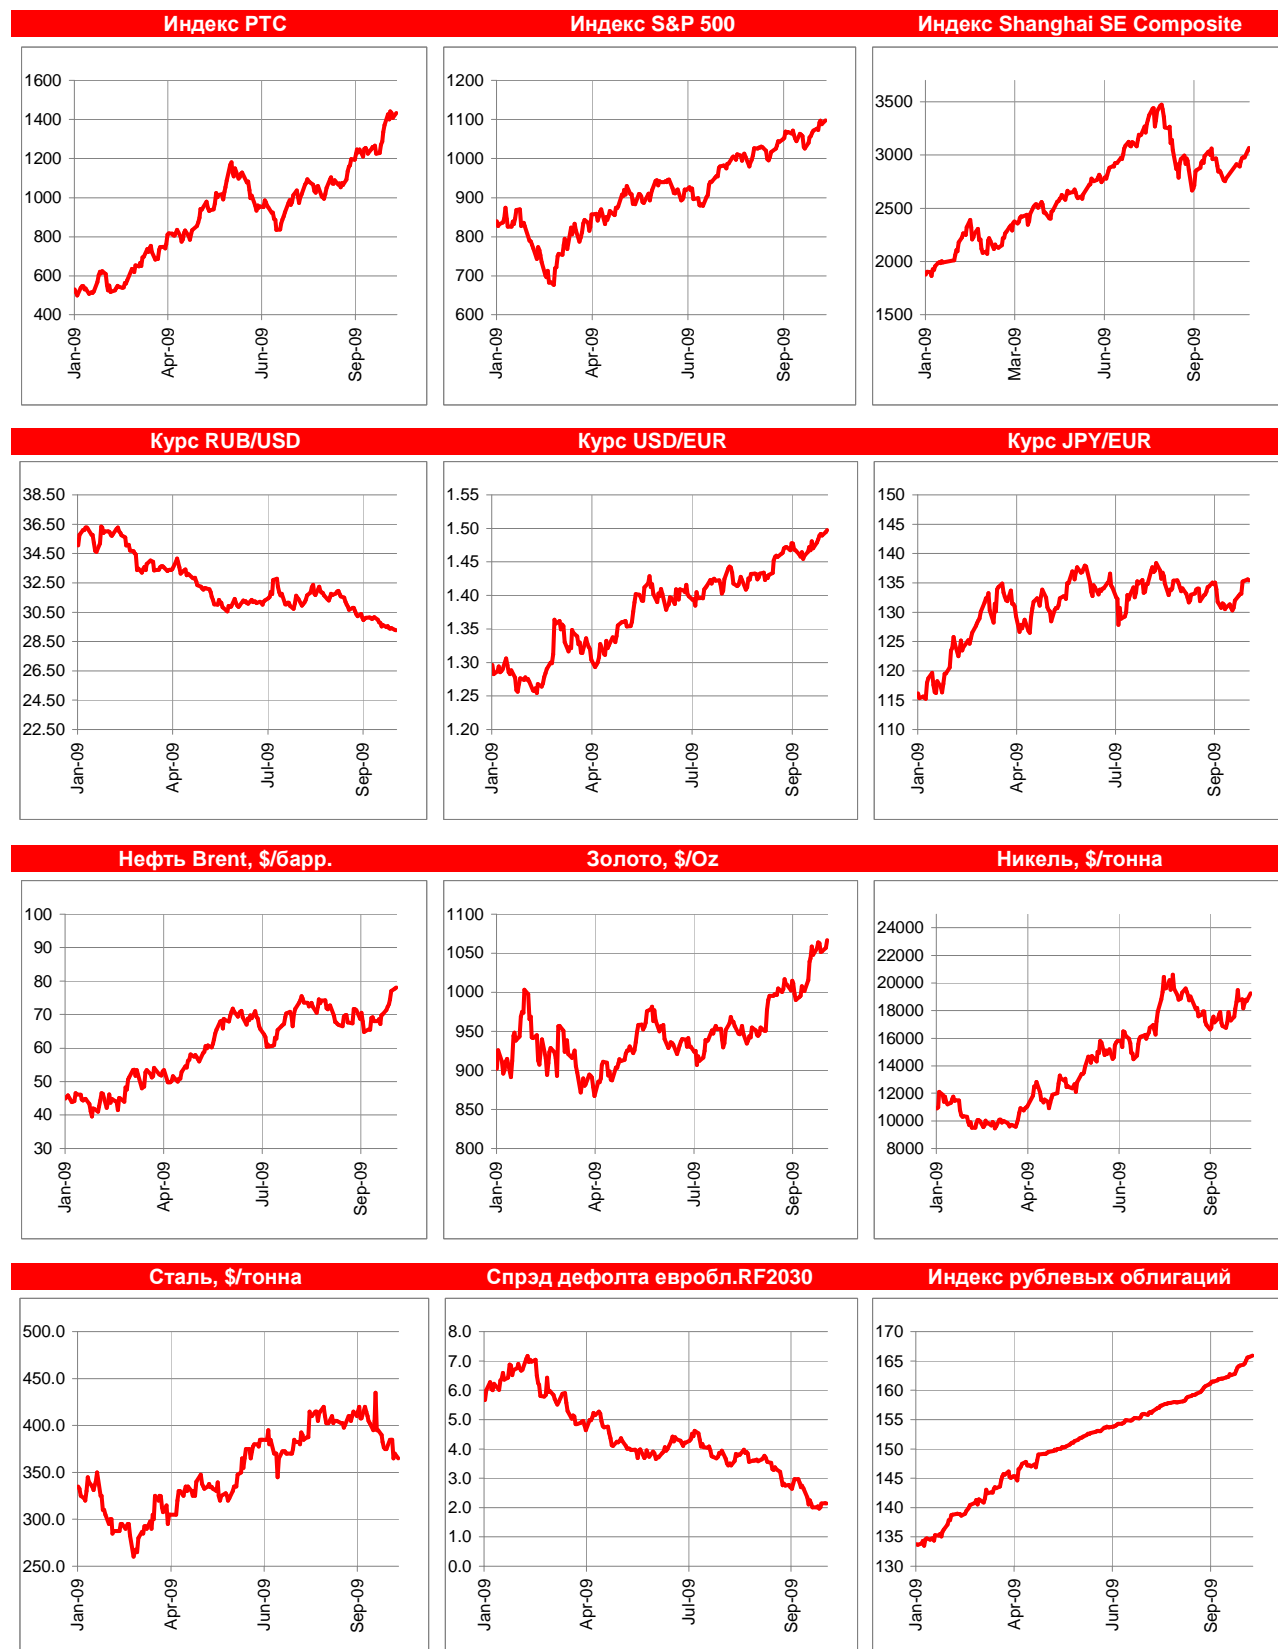 Индекс РТС
1600
1400
1200
1000
800
600
400
Jan-09
Apr-09
Jun-09
Sep-09
Индекс S&P 500
1200
1100
1000
900
800
700
600
Jan-09
Apr-09
Jun-09
Sep-09
Индекс Shanghai SE Composite
3500
3000
2500
2000
1500
Jan-09
Mar-09
Jun-09
Sep-09
Курс RUB/USD
38.50
36.50
34.50
32.50
30.50
28.50
26.50
24.50
22.50
Jan-09
Apr-09
Jul-09
Sep-09
Курс USD/EUR
1.55
1.50
1.45
1.40
1.35
1.30
1.25
1.20
Jan-09
Apr-09
Jul-09
Sep-09
Курс JPY/EUR
150
145
140
135
130
125
120
115
110
Jan-09
Apr-09
Jul-09
Sep-09
Нефть Brent, $/барр.
100
90
80
70
60
50
40
30
Jan-09
Apr-09
Jul-09
Sep-09
Золото, $/Oz
1100
1050
1000
950
900
850
800
Jan-09
Apr-09
Jul-09
Sep-09
Никель, $/тонна
24000
22000
20000
18000
16000
14000
12000
10000
8000
Jan-09
Apr-09
Jun-09
Sep-09
Сталь, $/тонна
500.0
450.0
400.0
350.0
300.0
250.0
Jan-09
Apr-09
Jun-09
Sep-09
Спрэд дефолта евробл.RF2030
8.0
7.0
6.0
5.0
4.0
3.0
2.0
1.0
0.0
Jan-09
Apr-09
Jul-09
Sep-09
Индекс рублевых облигаций
170
165
160
155
150
145
140
135
130
Jan-09
Apr-09
Jun-09
Sep-09